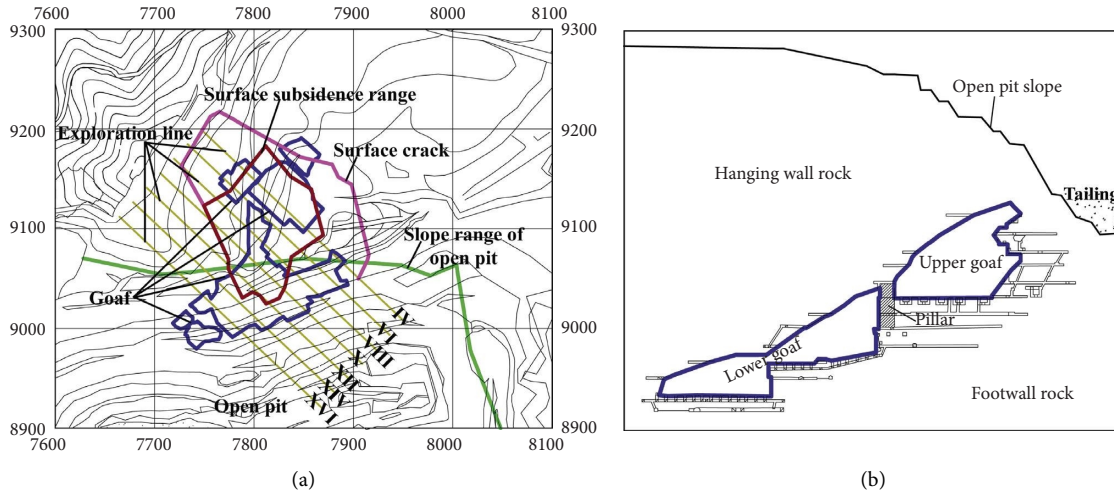 7600 7700 7800 7900 8000 8100
9300
9200
9100
9000
8900
9300
9200
9100
9000
8900
Surface subsidence range
Exploration line
Surface crack
Slope range of
open pit
Goaf
IV
VI
VIII
X
XII
XIV
XVI
Open pit
7600 7700 7800 7900 8000 8100
(a)
Open pit slope
Hanging wall rock
Tailing
Upper goaf
Pillar
Lower goaf
Footwall rock
(b)